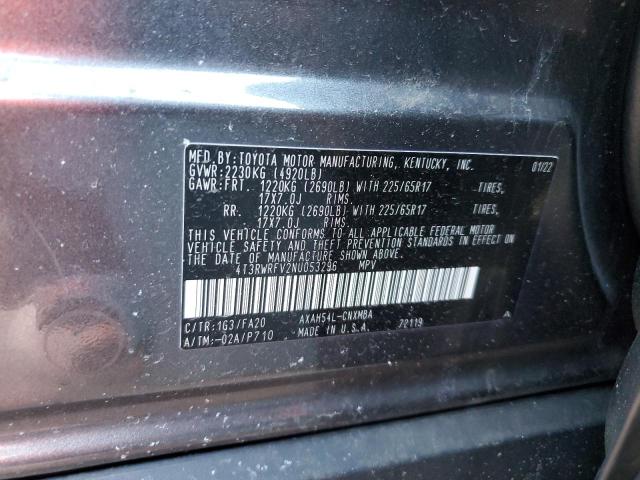 MFD.BY:TOYOTA MOTOR MANUFACTURING, KENTUCKY, INC. 01/22
GVWR:2230KG (4920LB)
GAWR:FRT. 1220KG (2690LB) WITH 225/65R17 TIRES,
17X7.0J RIMS.
RR. 1220KG (2690LB) WITH 225/65R17 TIRES,
17X7.0J RIMS.
THIS VEHICLE CONFORMS TO ALL APPLICABLE FEDERAL MOTOR
VEHICLE SAFETY AND THEFT PREVENTION STANDARDS IN EFFECT
ON THE DATE OF MANUFACTURE SHOWN ABOVE.
4T3RWRFV2NU053296 MPV
C/TR:1G3/FA20 AXAH54L-CNXMBA
A/TM:-02A/P710 MADE IN U.S.A. 72119